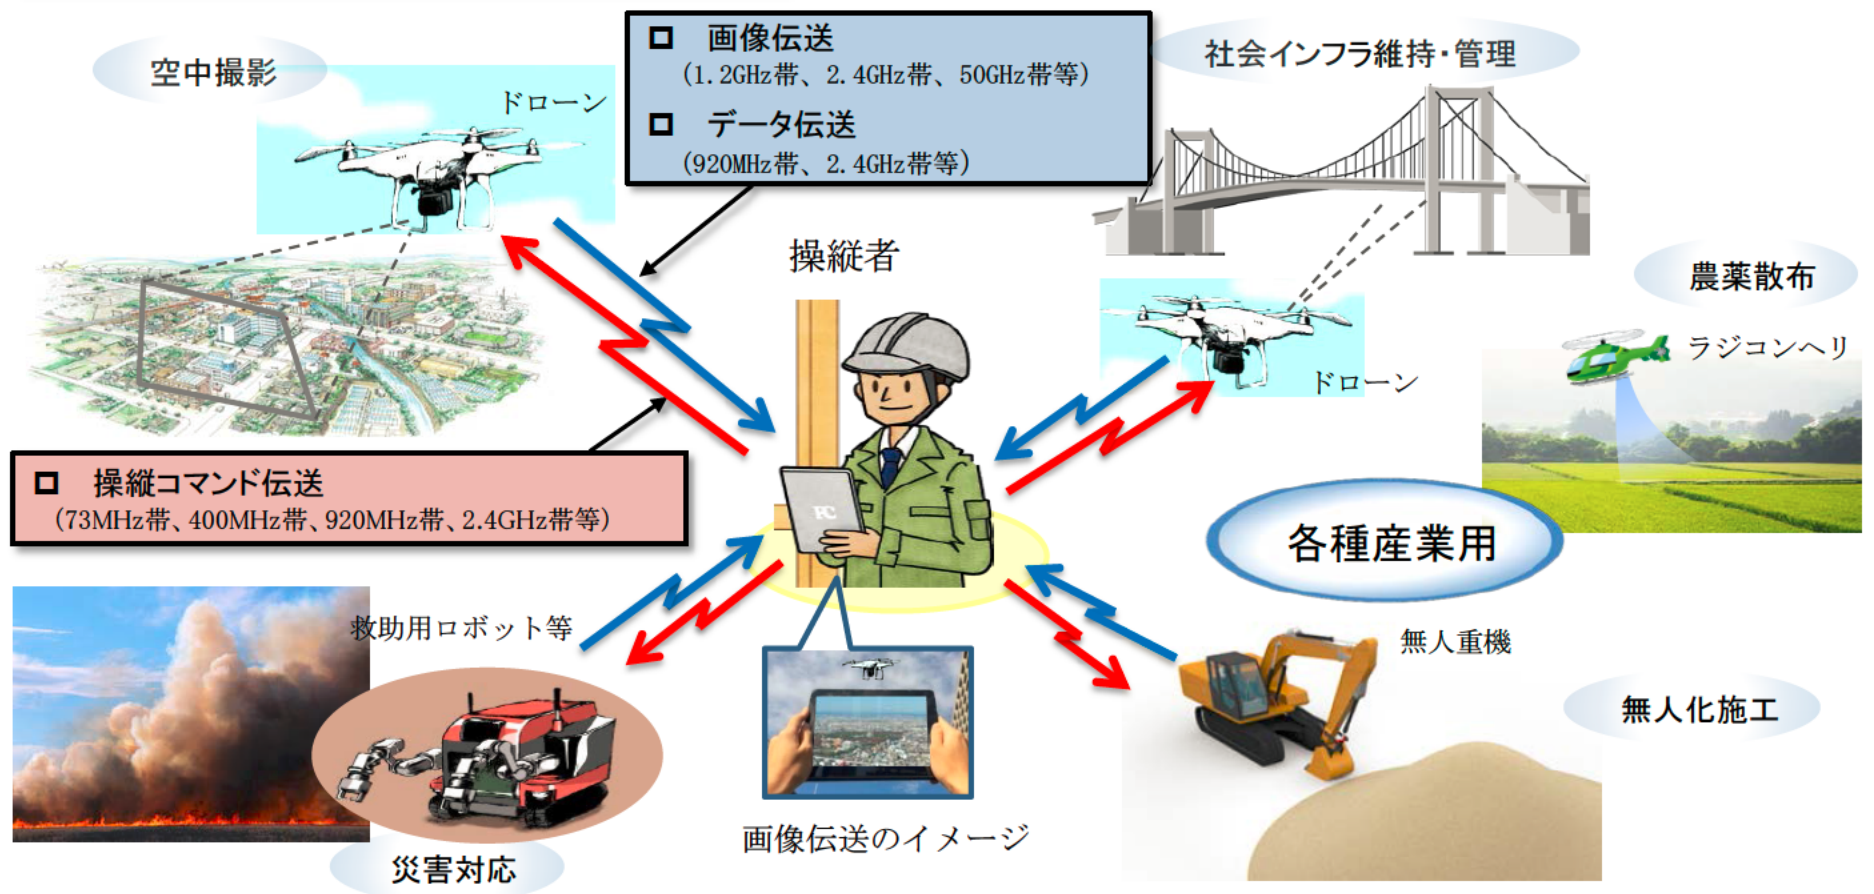 空中撮影
ドローン
画像伝送
(1.2GHz帯、2.4GHz帯、50GHz帯等)
データ伝送
(920MHz帯、2.4GHz帯等)
社会インフラ維持・管理
操縦者
ドローン
農薬散布
ラジコンヘリ
操縦コマンド伝送
(73MHz帯、400MHz帯、920MHz帯、2.4GHz帯等)
PC
各種産業用
救助用ロボット等
無人重機
無人化施工
画像伝送のイメージ
災害対応